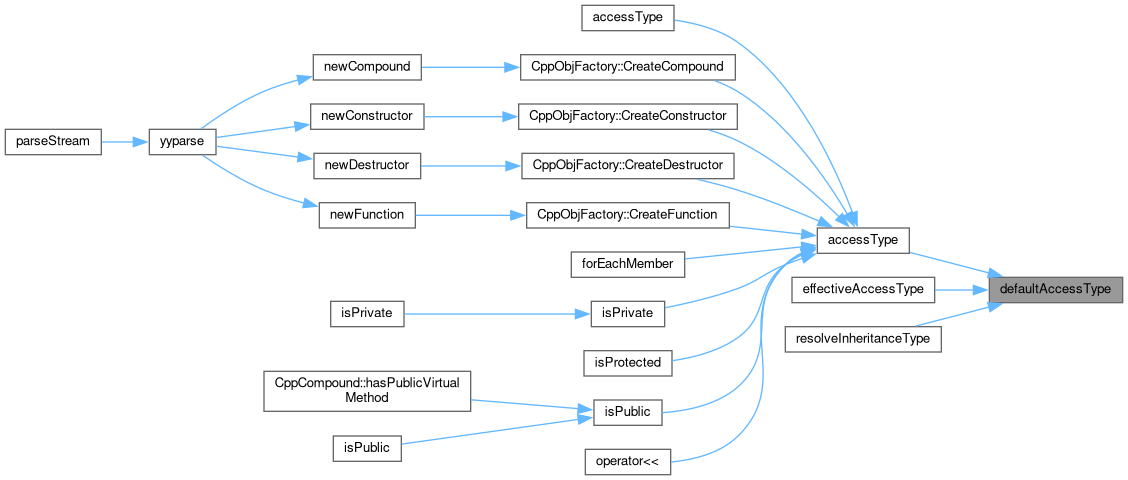 accessType
newCompound
CppObjFactory::CreateCompound
newConstructor
CppObjFactory::CreateConstructor
parseStream
yyparse
newDestructor
CppObjFactory::CreateDestructor
newFunction
CppObjFactory::CreateFunction
accessType
forEachMember
effectiveAccessType
defaultAccessType
isPrivate
isPrivate
resolveInheritanceType
isProtected
CppCompound::hasPublicVirtual
Method
isPublic
isPublic
operator<<